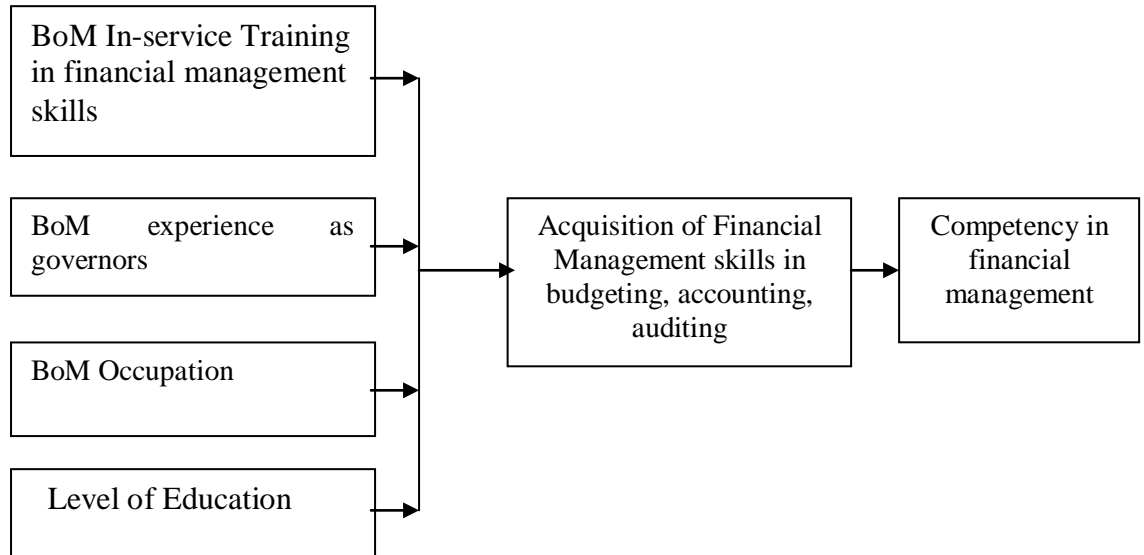 BoM In-service Training
in financial management
skills
BoM experience as
governors
BoM Occupation
Level of Education
Acquisition of Financial
Management skills in
budgeting, accounting,
auditing
Competency in
financial
management